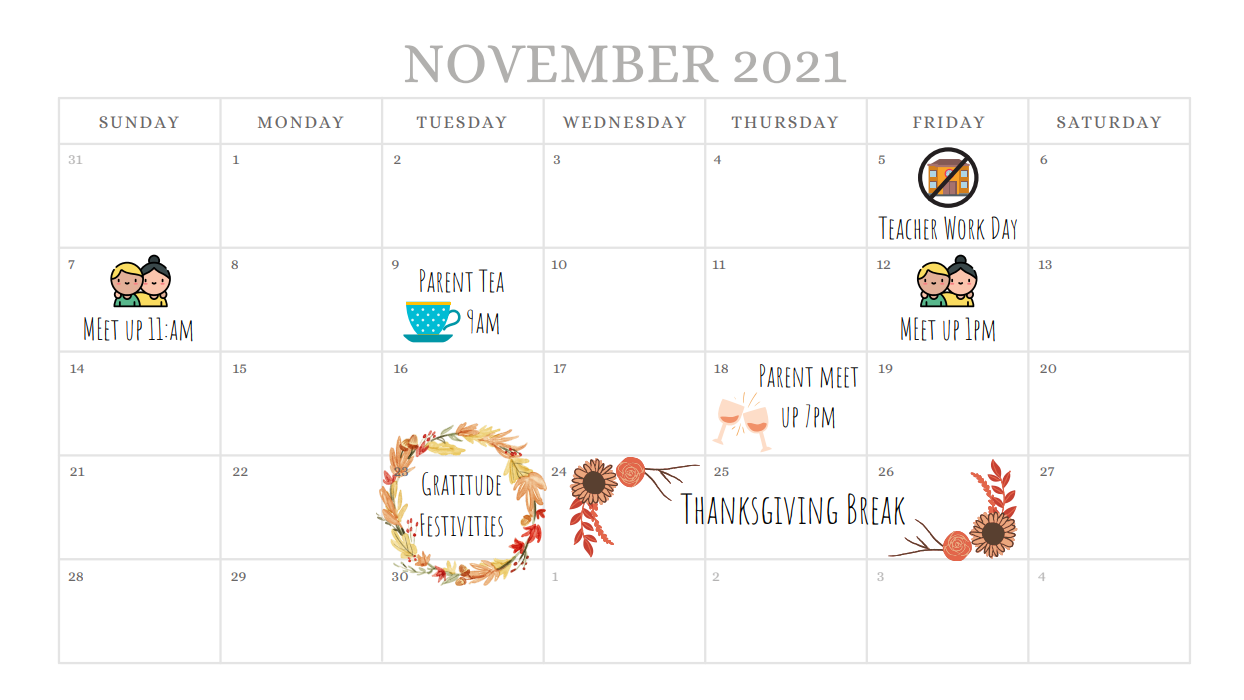 NOVEMBER 2021
SUNDAY MONDAY TUESDAY WEDNESDAY THURSDAY FRIDAY SATURDAY
31 1 2 3 4 5 6
TEACHER WORK DAY
7 8 9 10 11 12 13
PARENT TEA
9AM
MEET UP 11:AM
MEET UP 1PM
14 15 16 17 18 19 20
PARENT MEET
UP 7PM
21 22 23 24 25 26 27
GRATITUDE
FESTIVITIES
THANKSGIVING BREAK
28 29 30 1 2 3 4